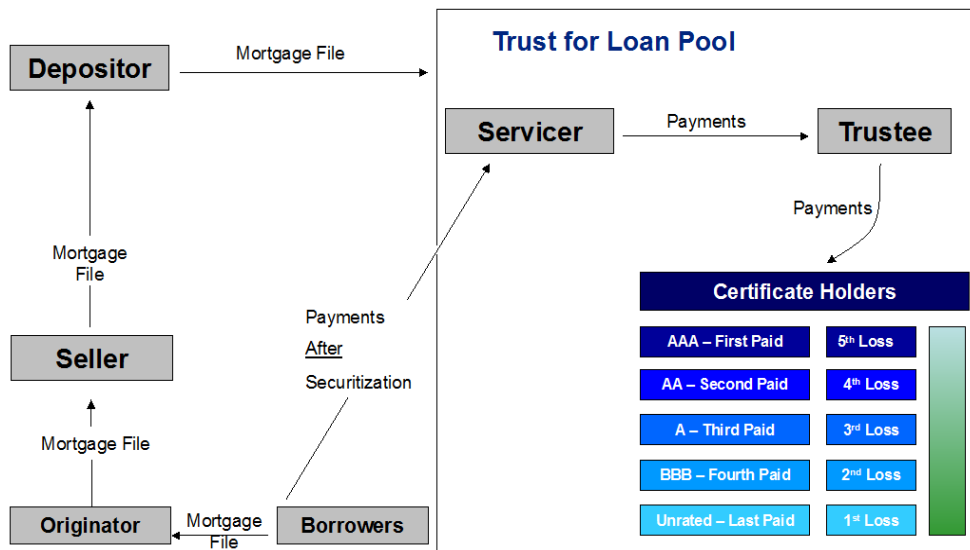 Trust for Loan Pool
Depositor
Mortgage File
Servicer
Payments
Trustee
Payments
Mortgage
File
Certificate Holders
Payments
After
Securitization
AAA – First Paid
5th Loss
Seller
AA – Second Paid
4th Loss
A – Third Paid
3rd Loss
Mortgage File
BBB – Fourth Paid
2nd Loss
Originator
Mortgage
File
Borrowers
Unrated – Last Paid
1st Loss